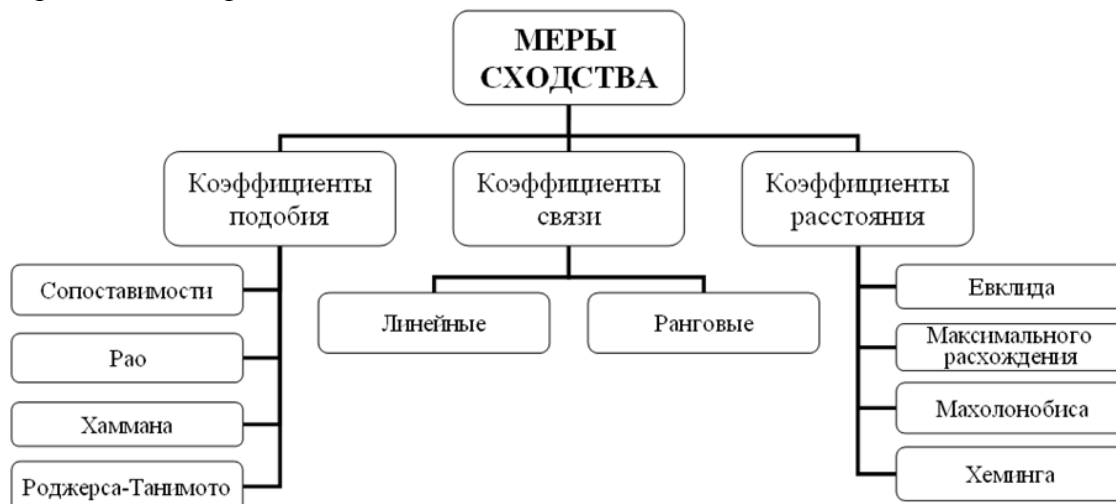 МЕРЫ
СХОДСТВА
Коэффициенты
подобия
Коэффициенты
связи
Коэффициенты
расстояния
Сопоставимости
Рао
Хаммана
Роджерса-Танимото
Линейные
Ранговые
Евклида
Максимального
расхождения
Махолонобиса
Хеминга